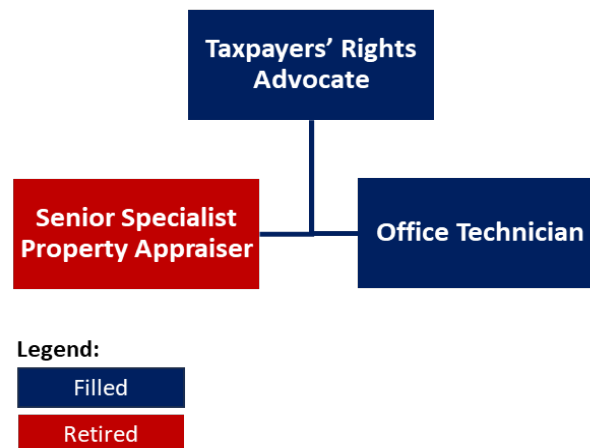 Taxpayers’ Rights
Advocate
Senior Specialist
Property Appraiser
Office Technician
Legend:
Filled
Retired